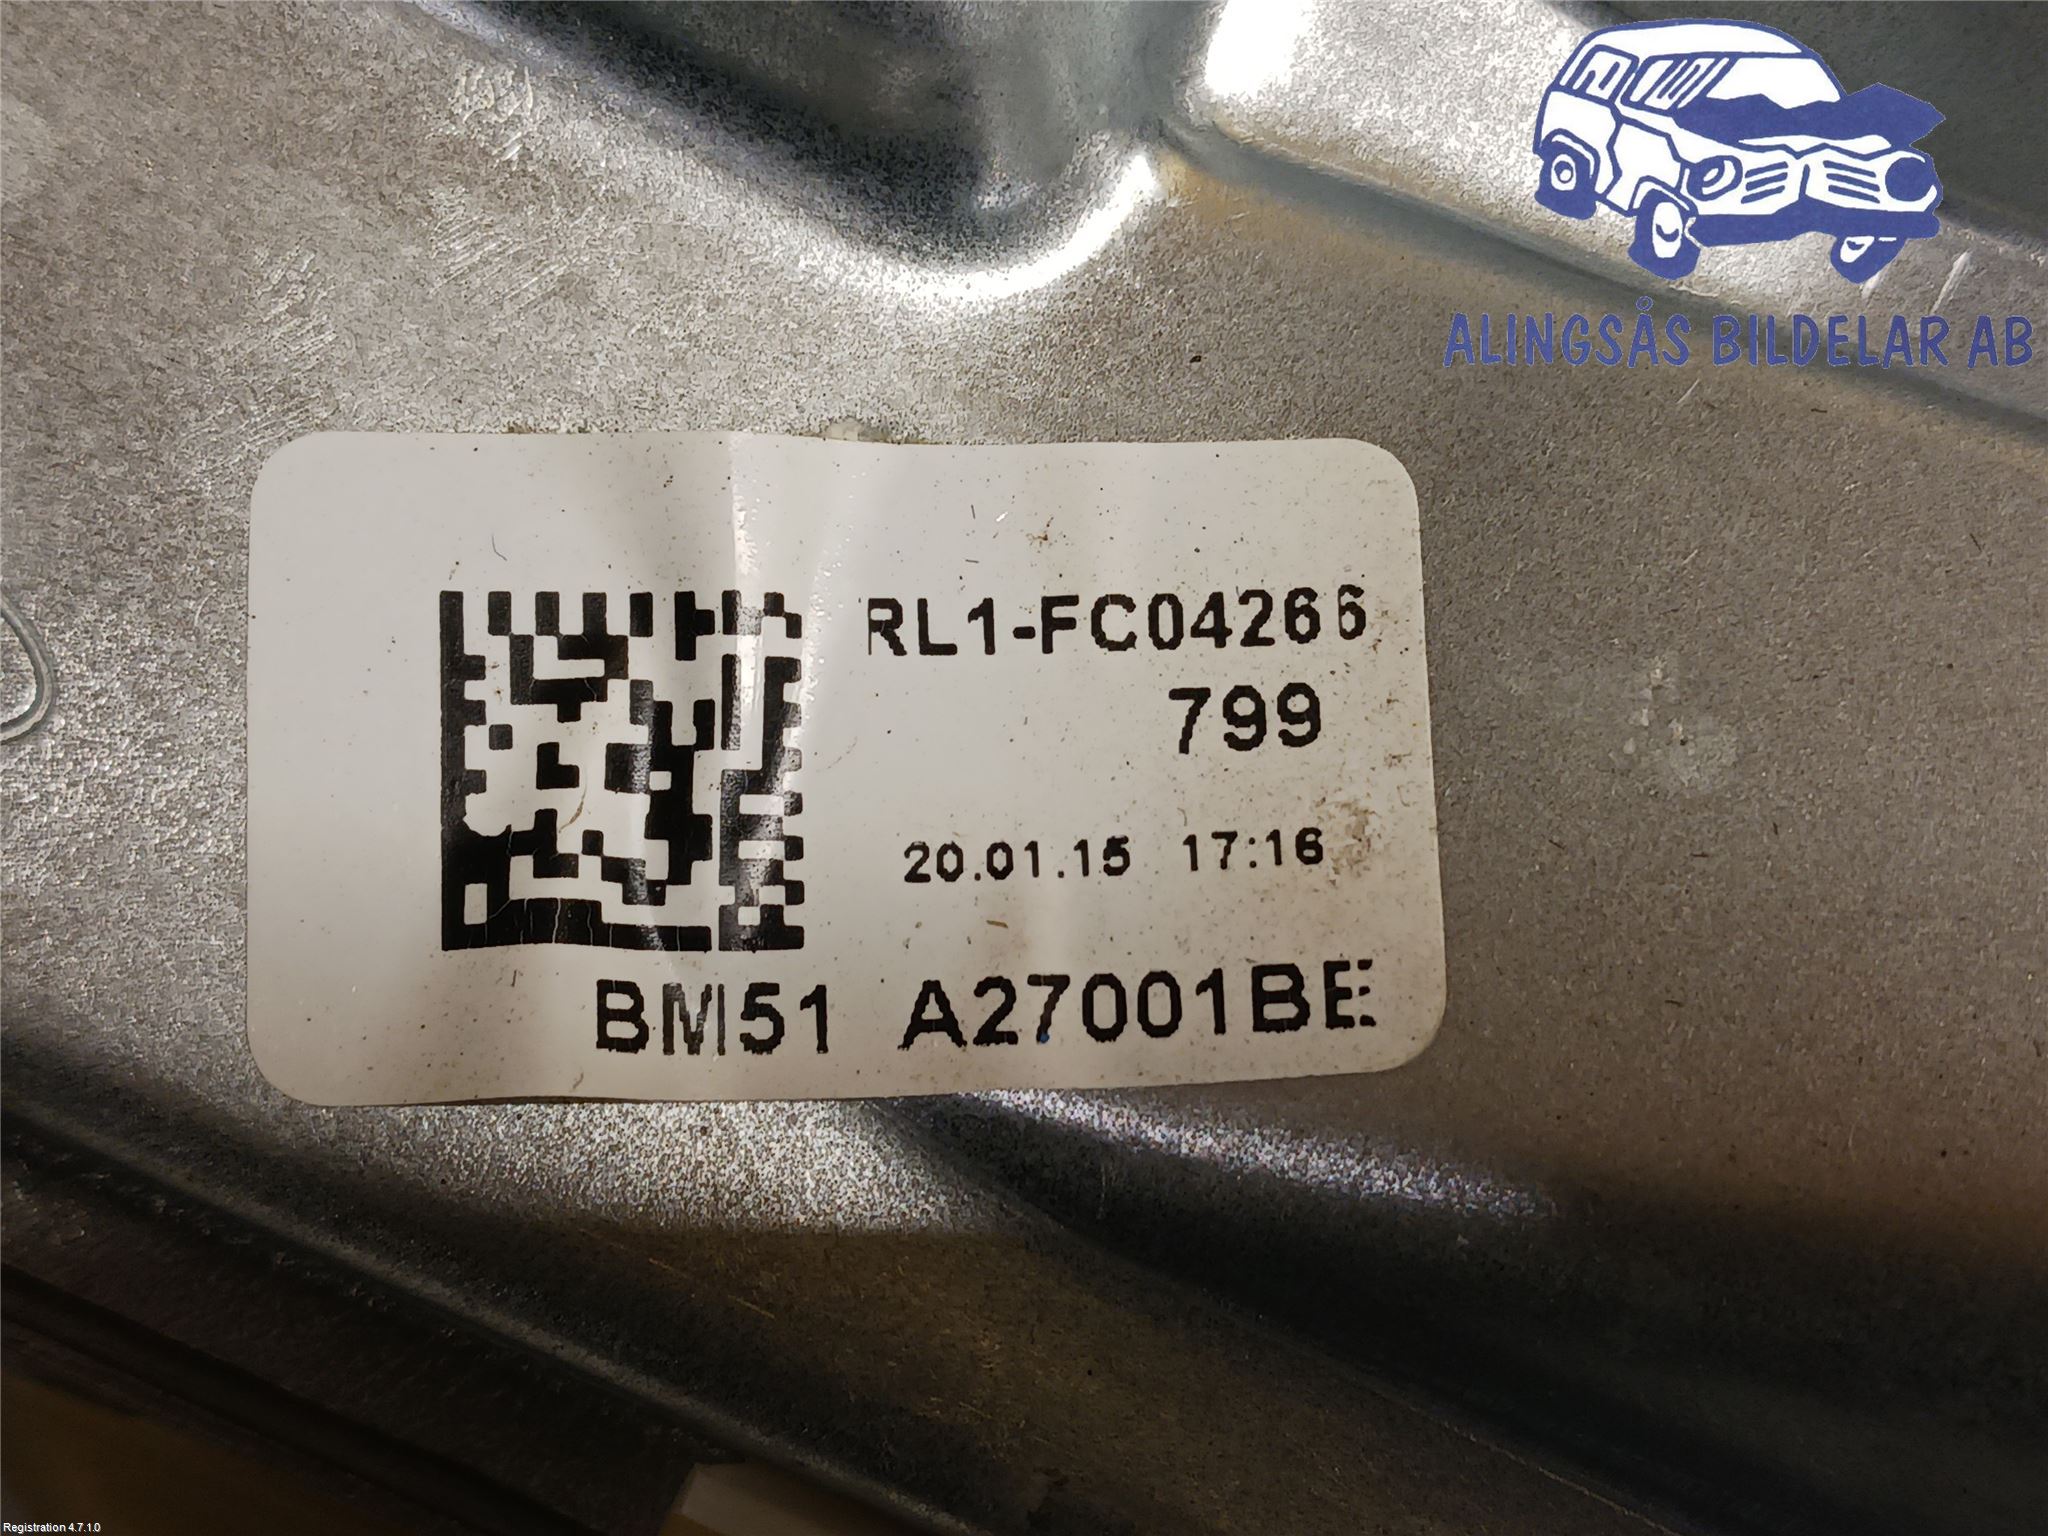 ALINGSÅS BILDELAR AB
RL1-FC04266
799
20.01.15 17:16
BM51 A27001BE
Registration 4.7.1.0